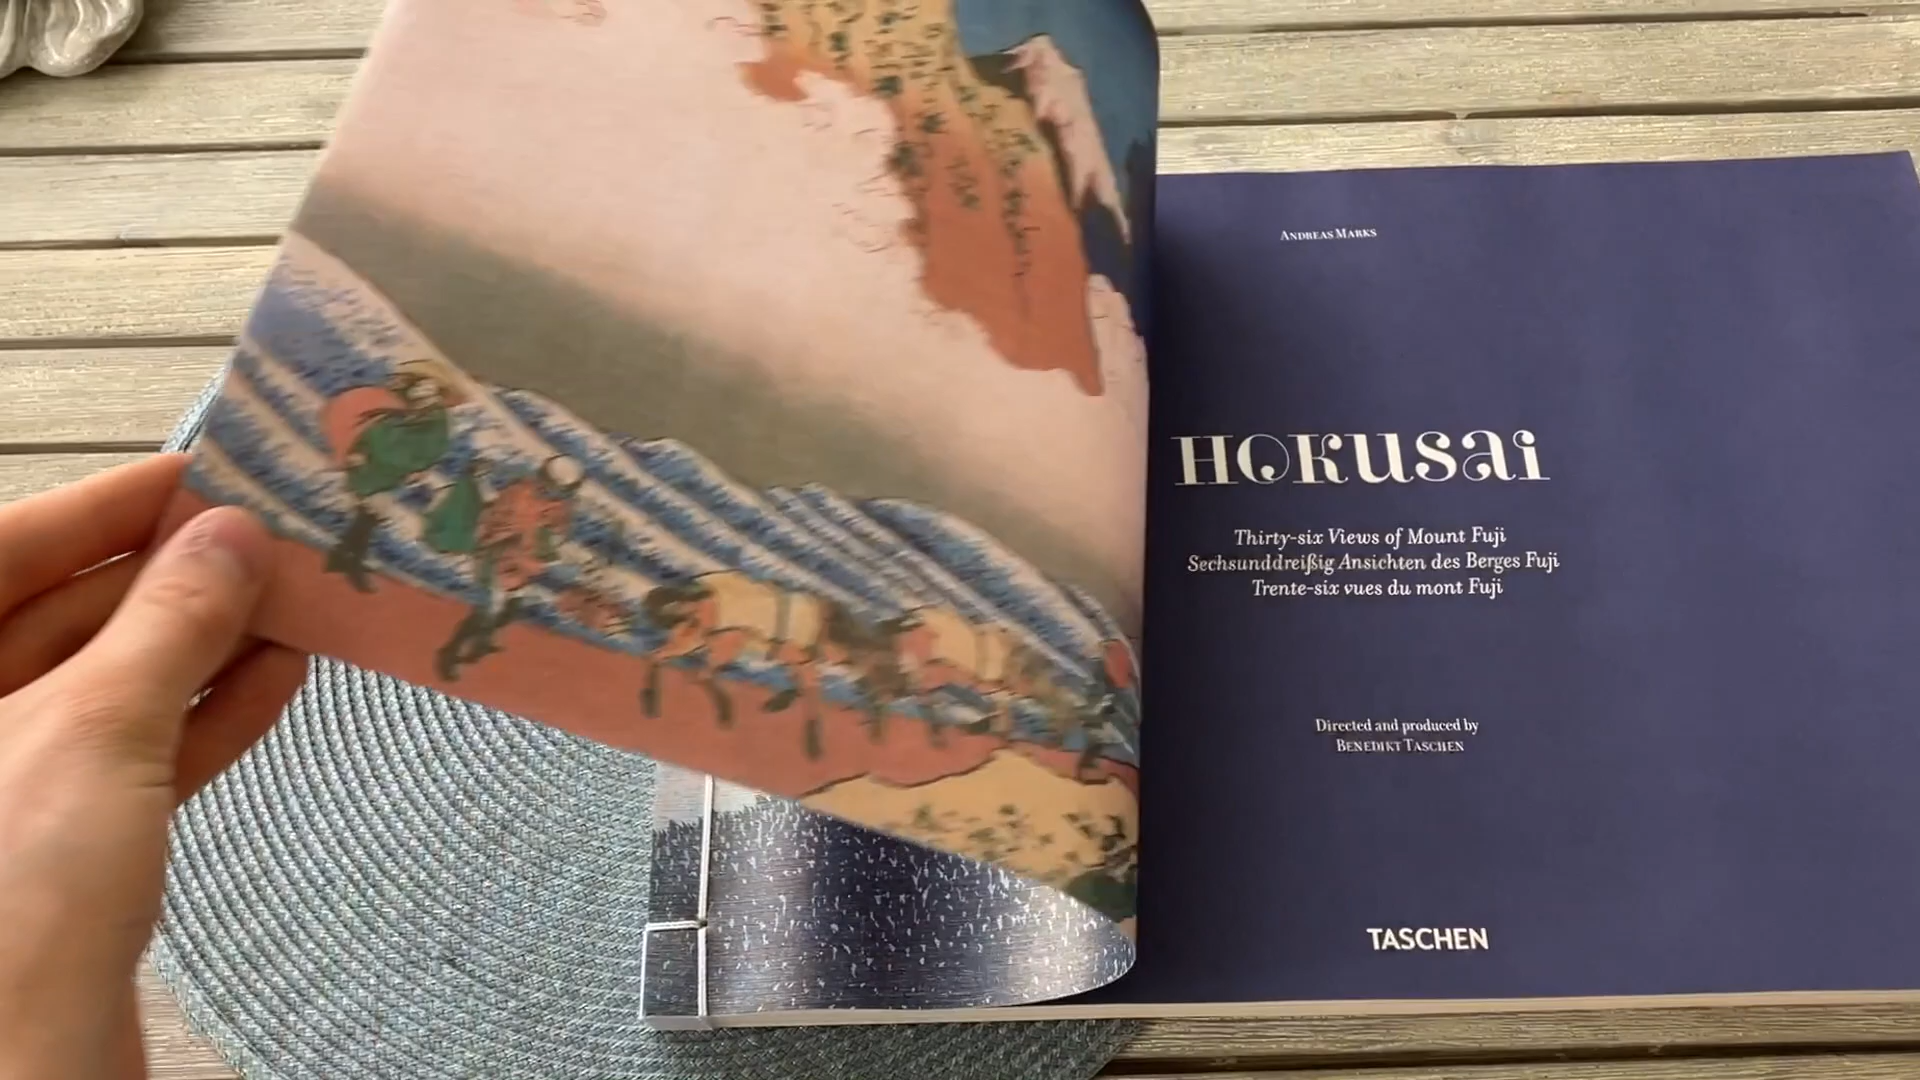 ANDREAS MARKS
HOKUSAI
Thirty-six Views of Mount Fuji
Sechsunddreißig Ansichten des Berges Fuji
Trente-six vues du mont Fuji
Directed and produced by
BENEDIKT TASCHEN
TASCHEN